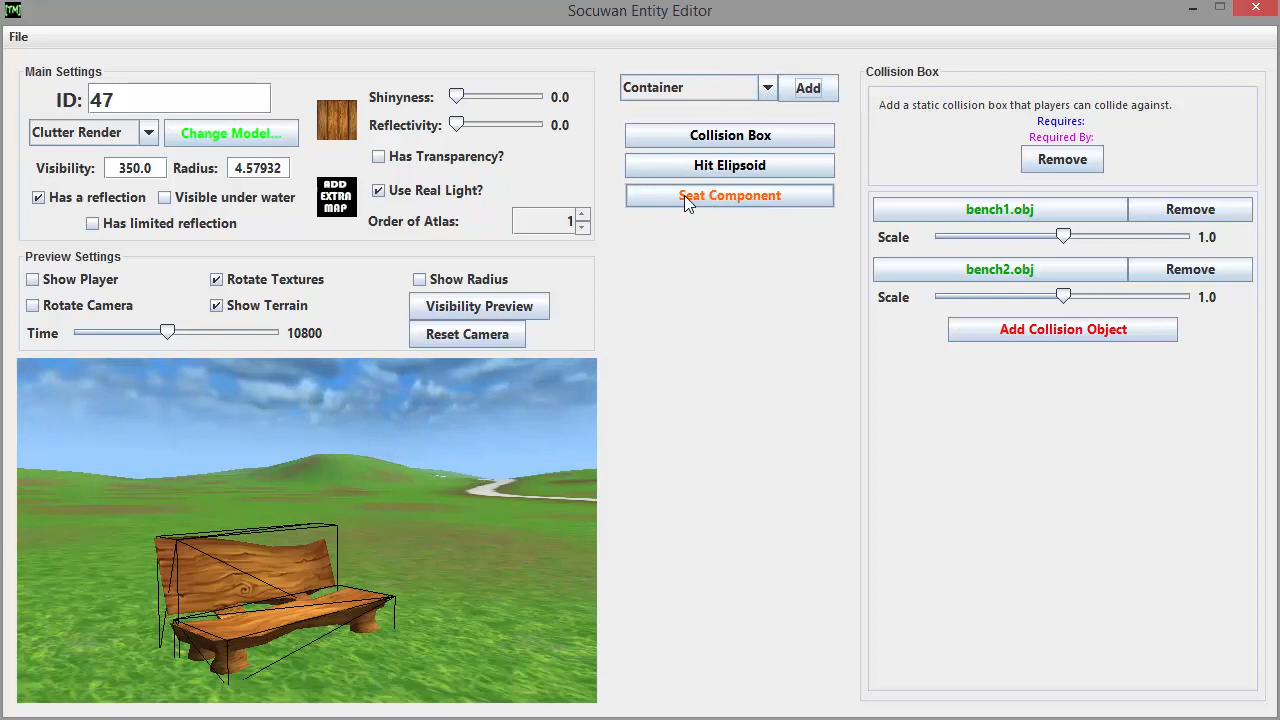 [TM]
Socuwan Entity Editor
File
Main Settings
ID: 47
Clutter Render
Change Model...
Visibility: 350.0 Radius: 4.57932
Has a reflection Visible under water
Has limited reflection
ADD
EXTRA
MAP
Shinyness: 0.0
Reflectivity: 0.0
Has Transparency?
Use Real Light?
Order of Atlas: 1
Preview Settings
Show Player Rotate Textures Show Radius
Rotate Camera Show Terrain Visibility Preview
Time 10800 Reset Camera
Container Add
Collision Box
Hit Elipsoid
Seat Component
Collision Box
Add a static collision box that players can collide against.
Requires:
Required By:
Remove
bench1.obj Remove
Scale 1.0
bench2.obj Remove
Scale 1.0
Add Collision Object